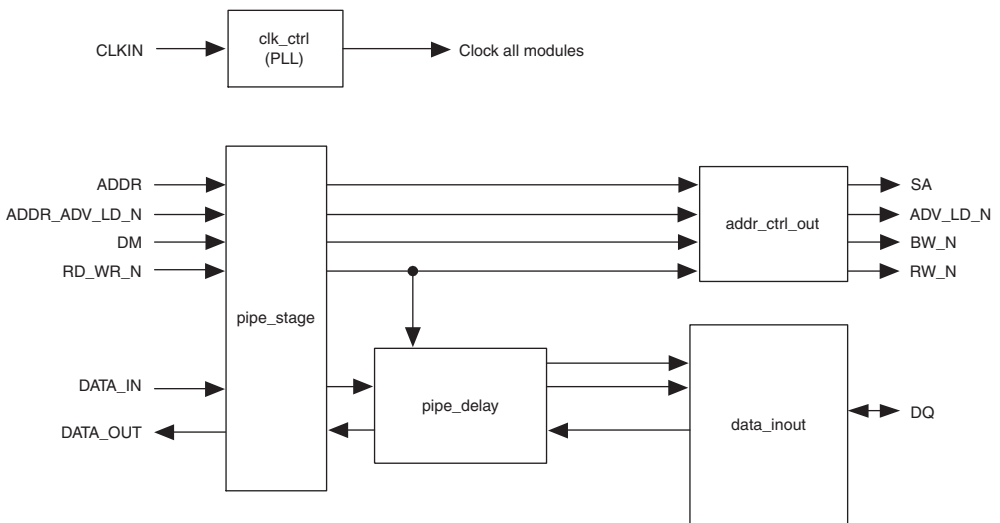 CLKIN
clk_ctrl
(PLL)
Clock all modules
ADDR
ADDR_ADV_LD_N
DM
RD_WR_N
pipe_stage
addr_ctrl_out
SA
ADV_LD_N
BW_N
RW_N
DATA_IN
DATA_OUT
pipe_delay
data_inout
DQ